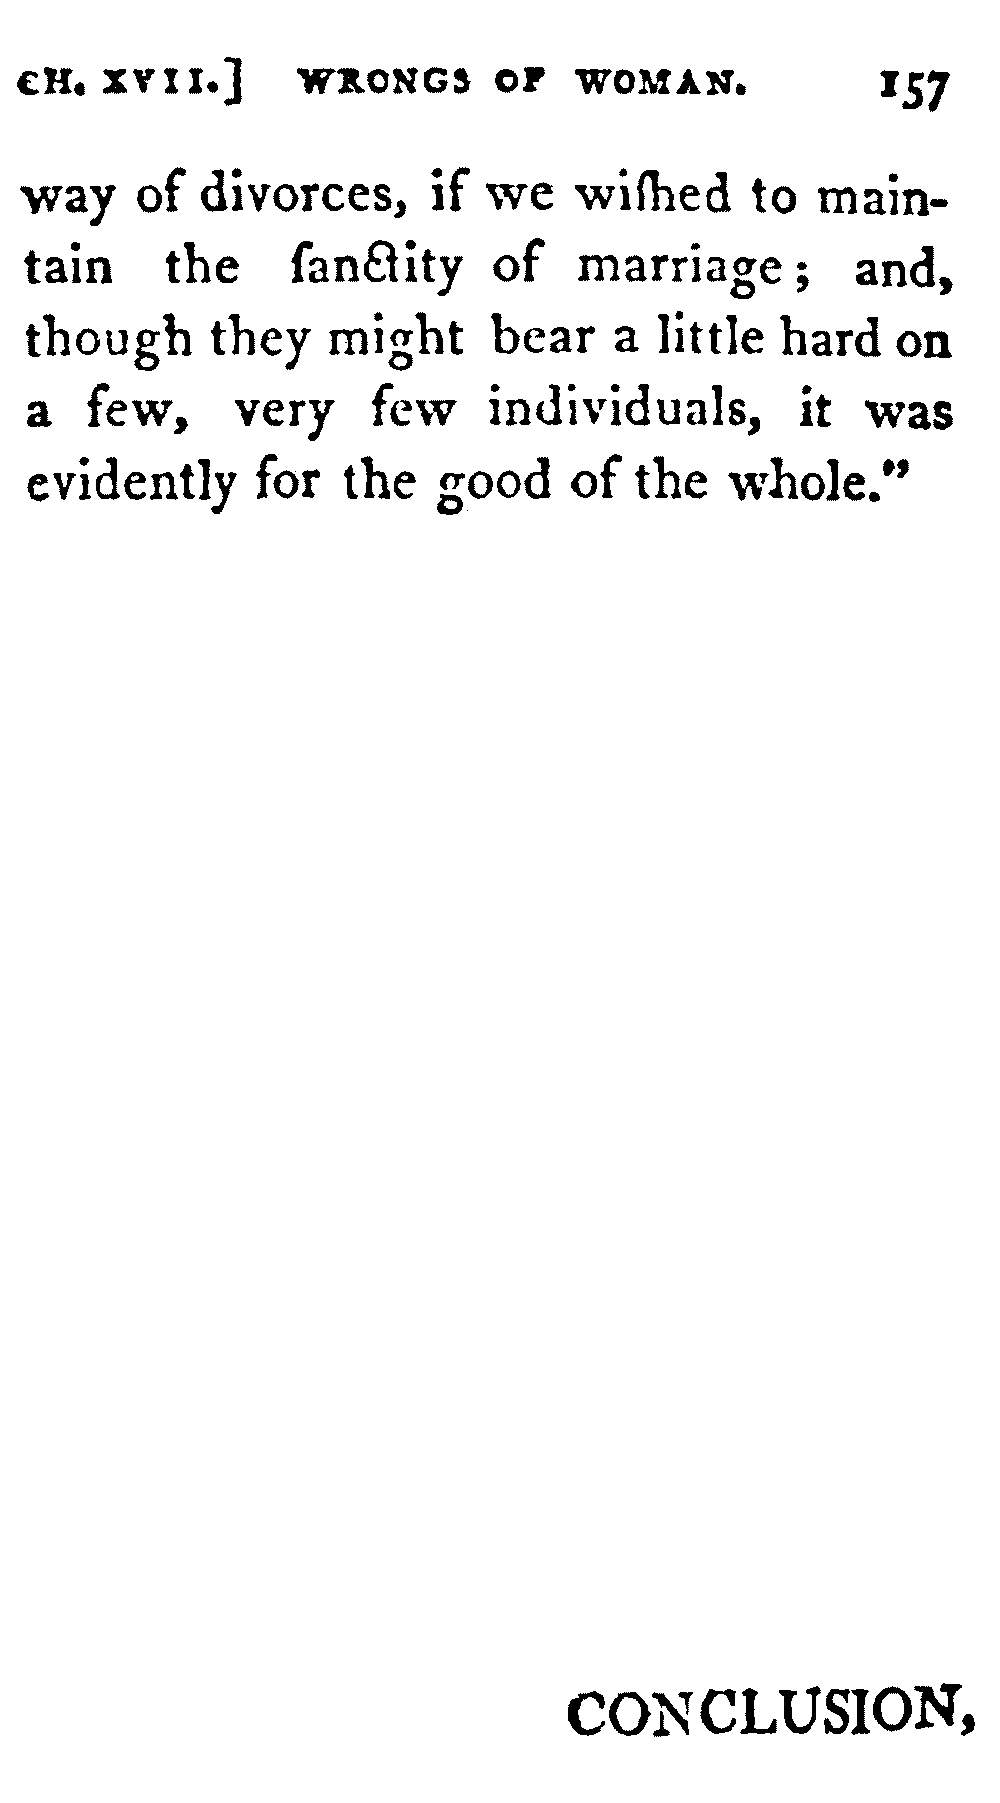 CH. XVII.] WRONGS OF WOMAN. 157
way of divorces, if we wiſhed to main-
tain the ſanctity of marriage; and,
though they might bear a little hard on
a few, very few individuals, it was
evidently for the good of the whole.”
CONCLUSION,